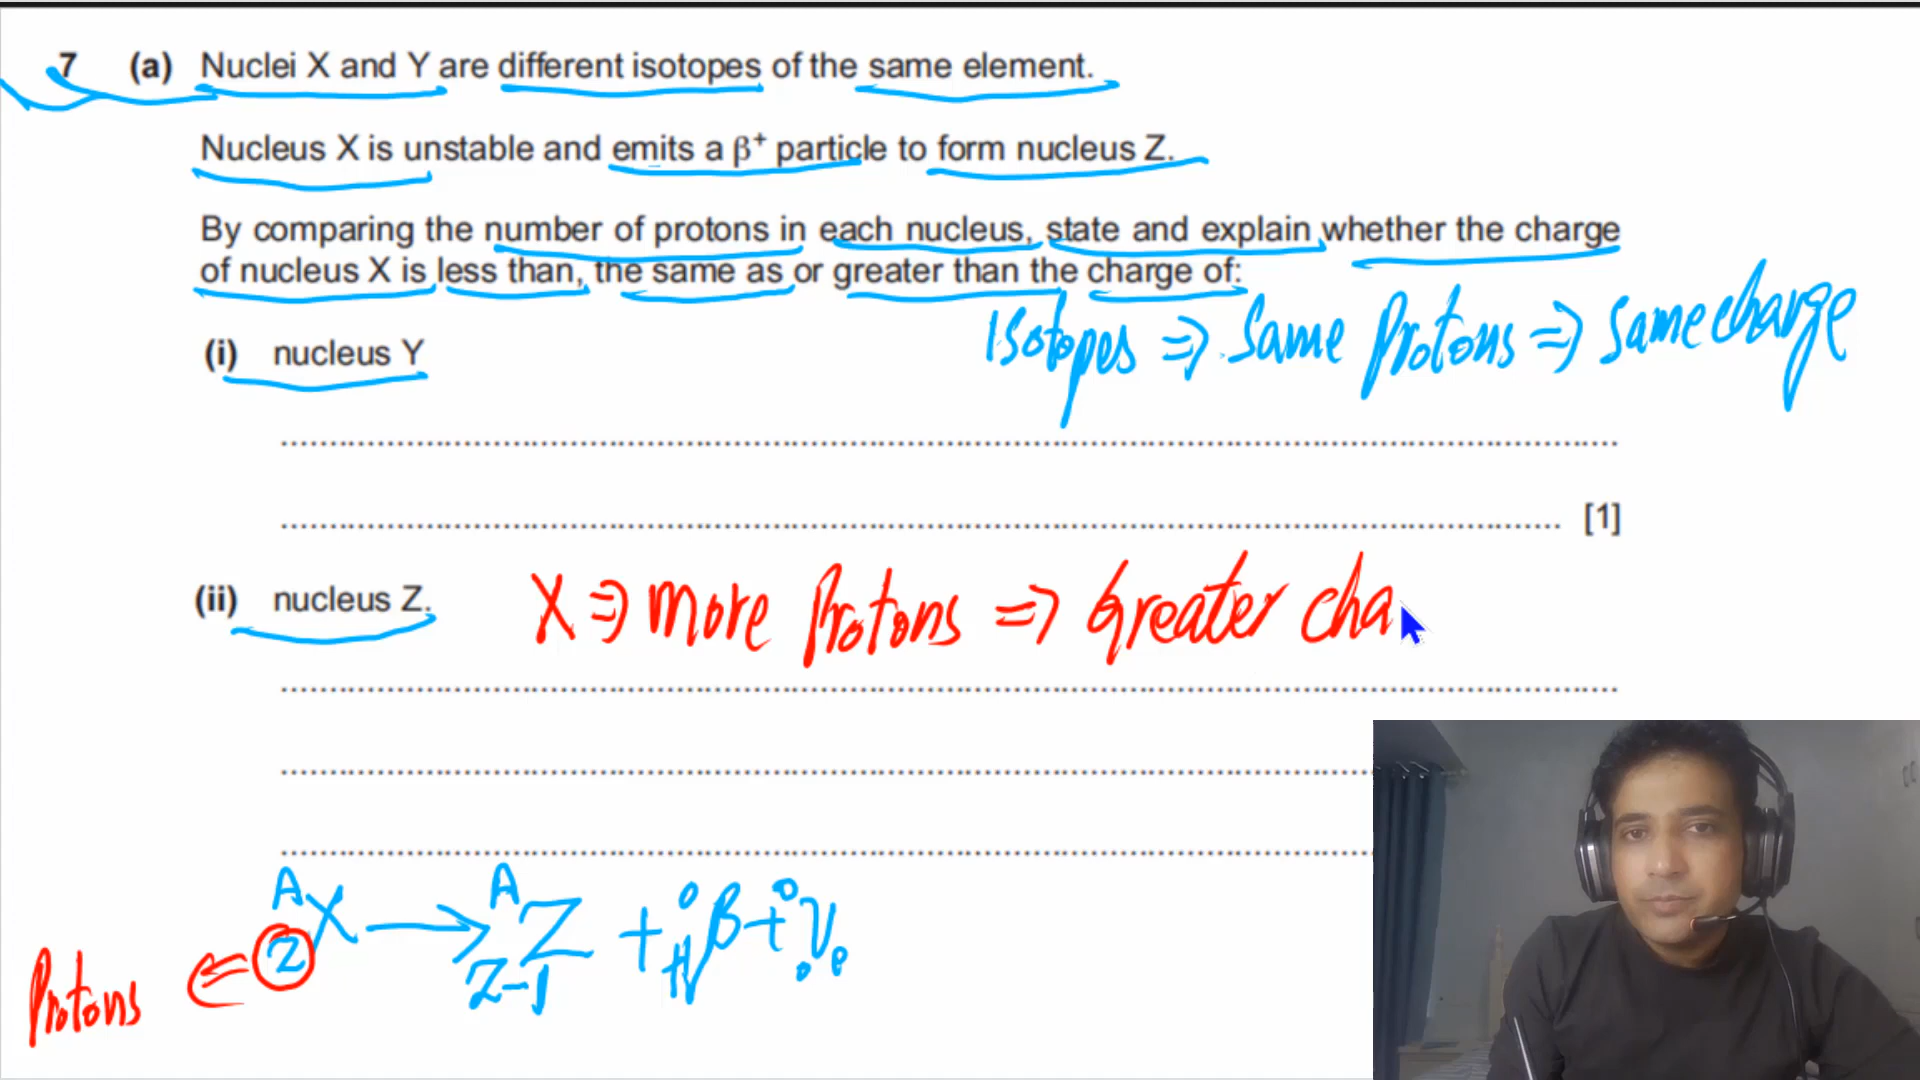 7 (a) Nuclei X and Y are different isotopes of the same element.
Nucleus X is unstable and emits a β⁺ particle to form nucleus Z.
By comparing the number of protons in each nucleus, state and explain whether the charge
of nucleus X is less than, the same as or greater than the charge of:
Isotopes ⇒ Same Protons ⇒ Same charge
(i) nucleus Y
[1]
(ii) nucleus Z. X ⇒ more Protons ⇒ Greater cha
A X → A Z + 0 β + 0 ν
Z Z-1 +1 0 e
Protons ⇐